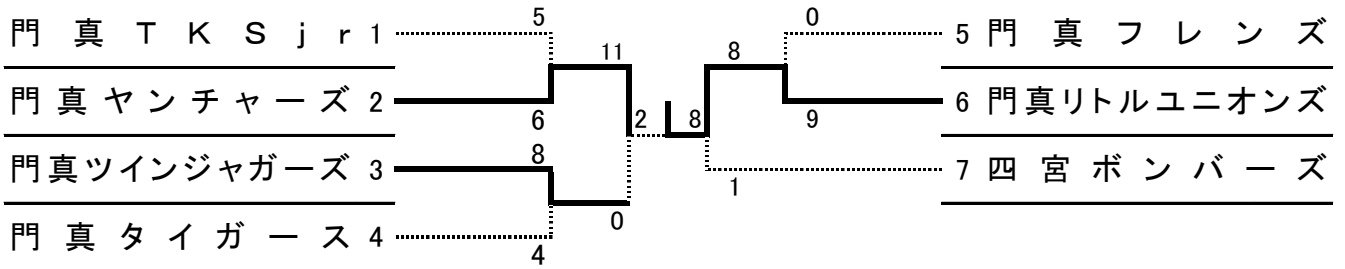 5
0
門真TKSjr 1
5 門真フレンズ
11
8
門真ヤンチャーズ 2
6 門真リトルユニオンズ
6
2
8
9
門真ツインジャガーズ 3
8
7 四宮ボンバーズ
1
0
門真タイガース 4
4